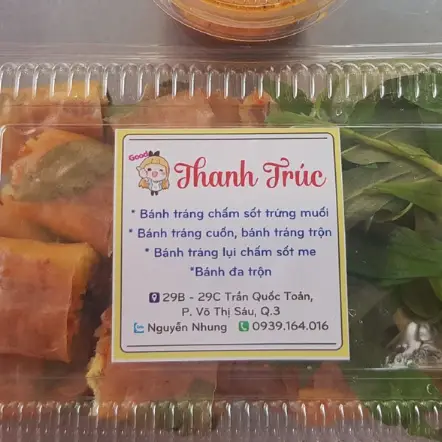 Good
Thanh Trúc
* Bánh tráng chấm sốt trứng muối
* Bánh tráng cuốn, bánh tráng trộn
* Bánh tráng lụi chấm sốt me
*Bánh đa trộn
29B - 29C Trần Quốc Toản,
P. Võ Thị Sáu, Q.3
Nguyễn Nhung 0939.164.016